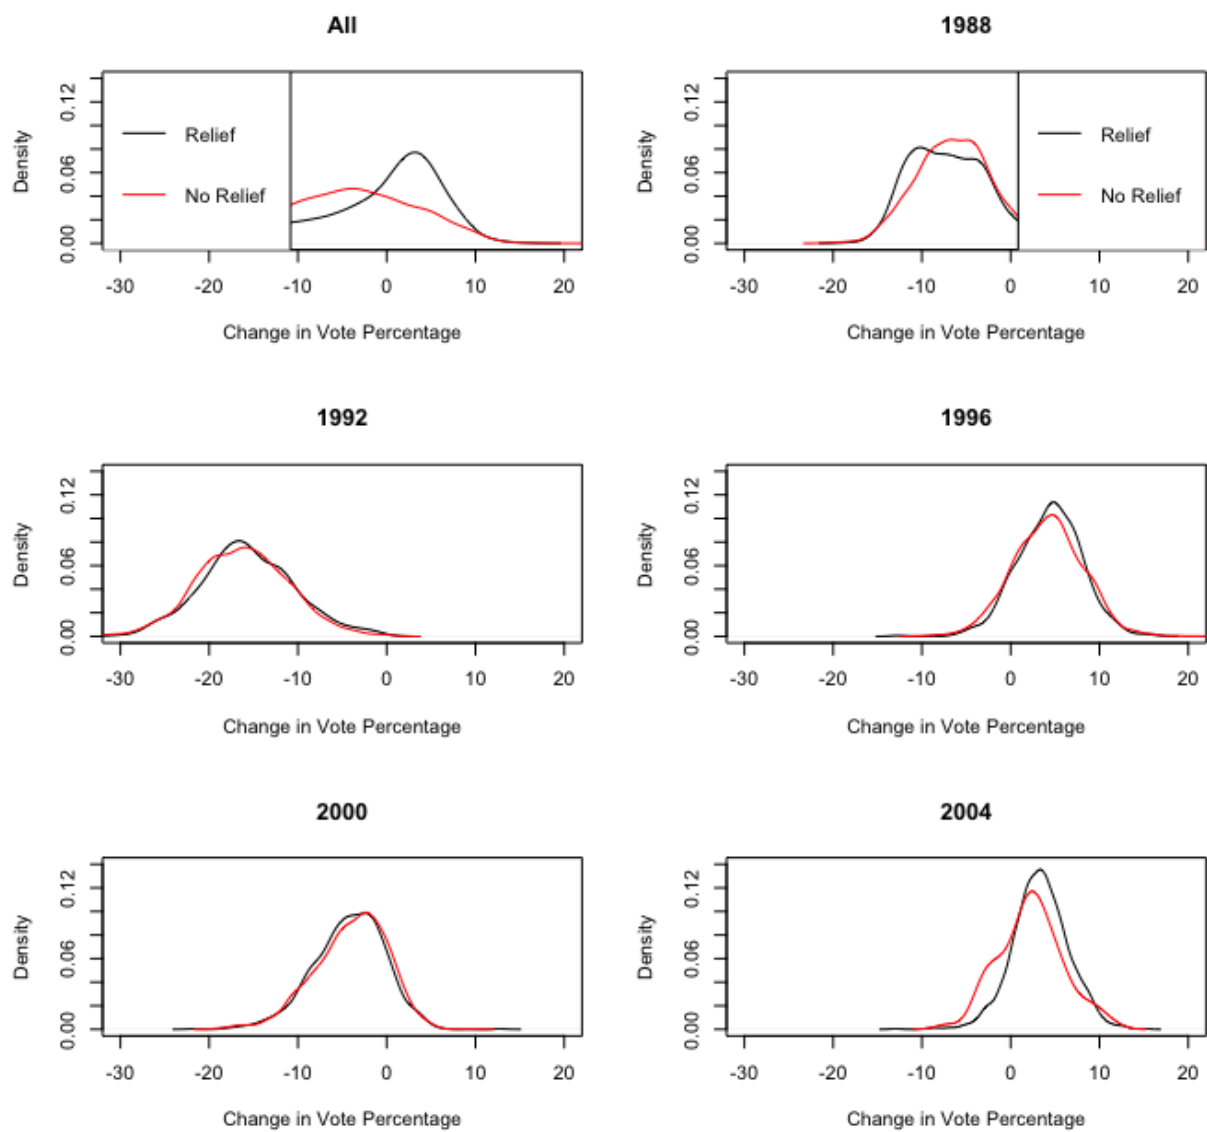 All
1988
Density
0.00 0.06 0.12
Relief
No Relief
-30 -20 -10 0 10 20
Change in Vote Percentage
Density
0.00 0.06 0.12
Relief
No Relief
-30 -20 -10 0 10 20
Change in Vote Percentage
1992
1996
Density
0.00 0.06 0.12
-30 -20 -10 0 10 20
Change in Vote Percentage
Density
0.00 0.06 0.12
-30 -20 -10 0 10 20
Change in Vote Percentage
2000
2004
Density
0.00 0.06 0.12
-30 -20 -10 0 10 20
Change in Vote Percentage
Density
0.00 0.06 0.12
-30 -20 -10 0 10 20
Change in Vote Percentage